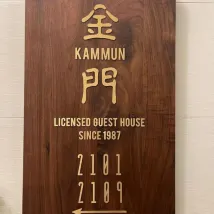 金
KAMMUN
門
LICENSED GUEST HOUSE
SINCE 1987
2101
2109